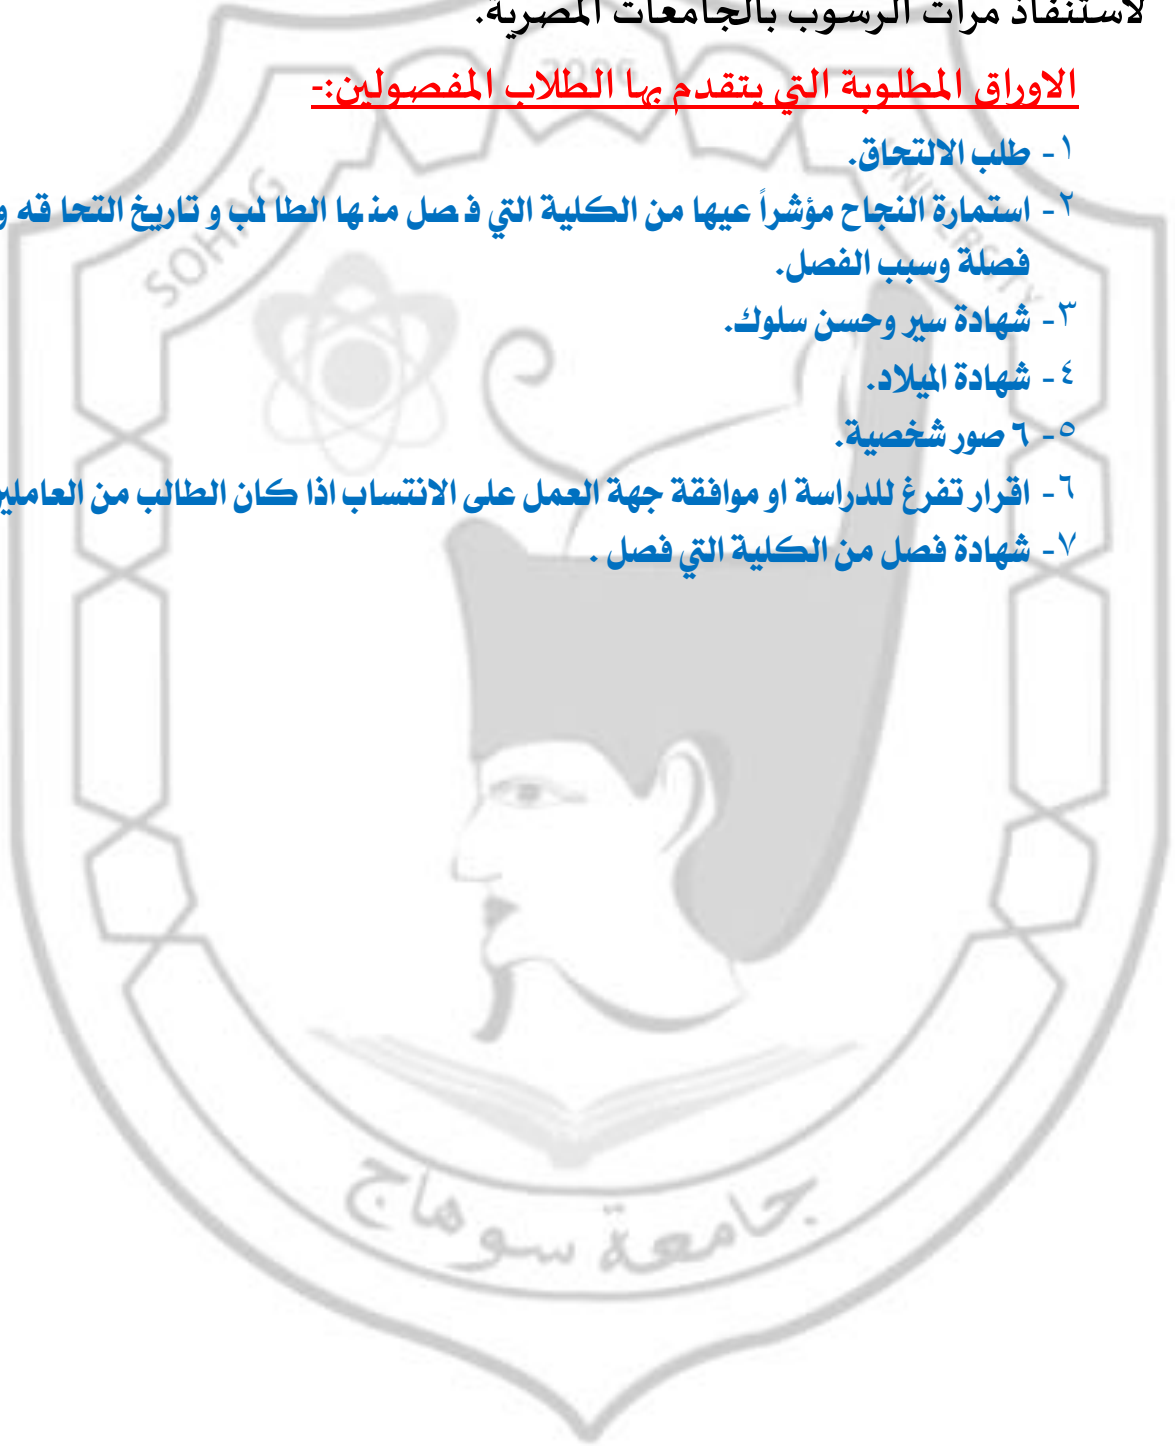 لاستنفاذ مرات الرسوب بالجامعات المصرية.
الاوراق المطلوبة التي يتقدم بها الطلاب المفصولين:-
١- طلب الالتحاق.
٢- استمارة النجاح مؤشراً عيها من الكلية التي فصل منها الطالب و تاريخ التحاقه و
فصلة وسبب الفصل.
٣- شهادة سير وحسن سلوك.
٤- شهادة الميلاد.
٥- ٦ صور شخصية.
٦- اقرار تفرغ للدراسة او موافقة جهة العمل على الانتساب اذا كان الطالب من العاملين
٧- شهادة فصل من الكلية التي فصل .
SOHAG UNIVERSITY
2006
جامعة سوهاج